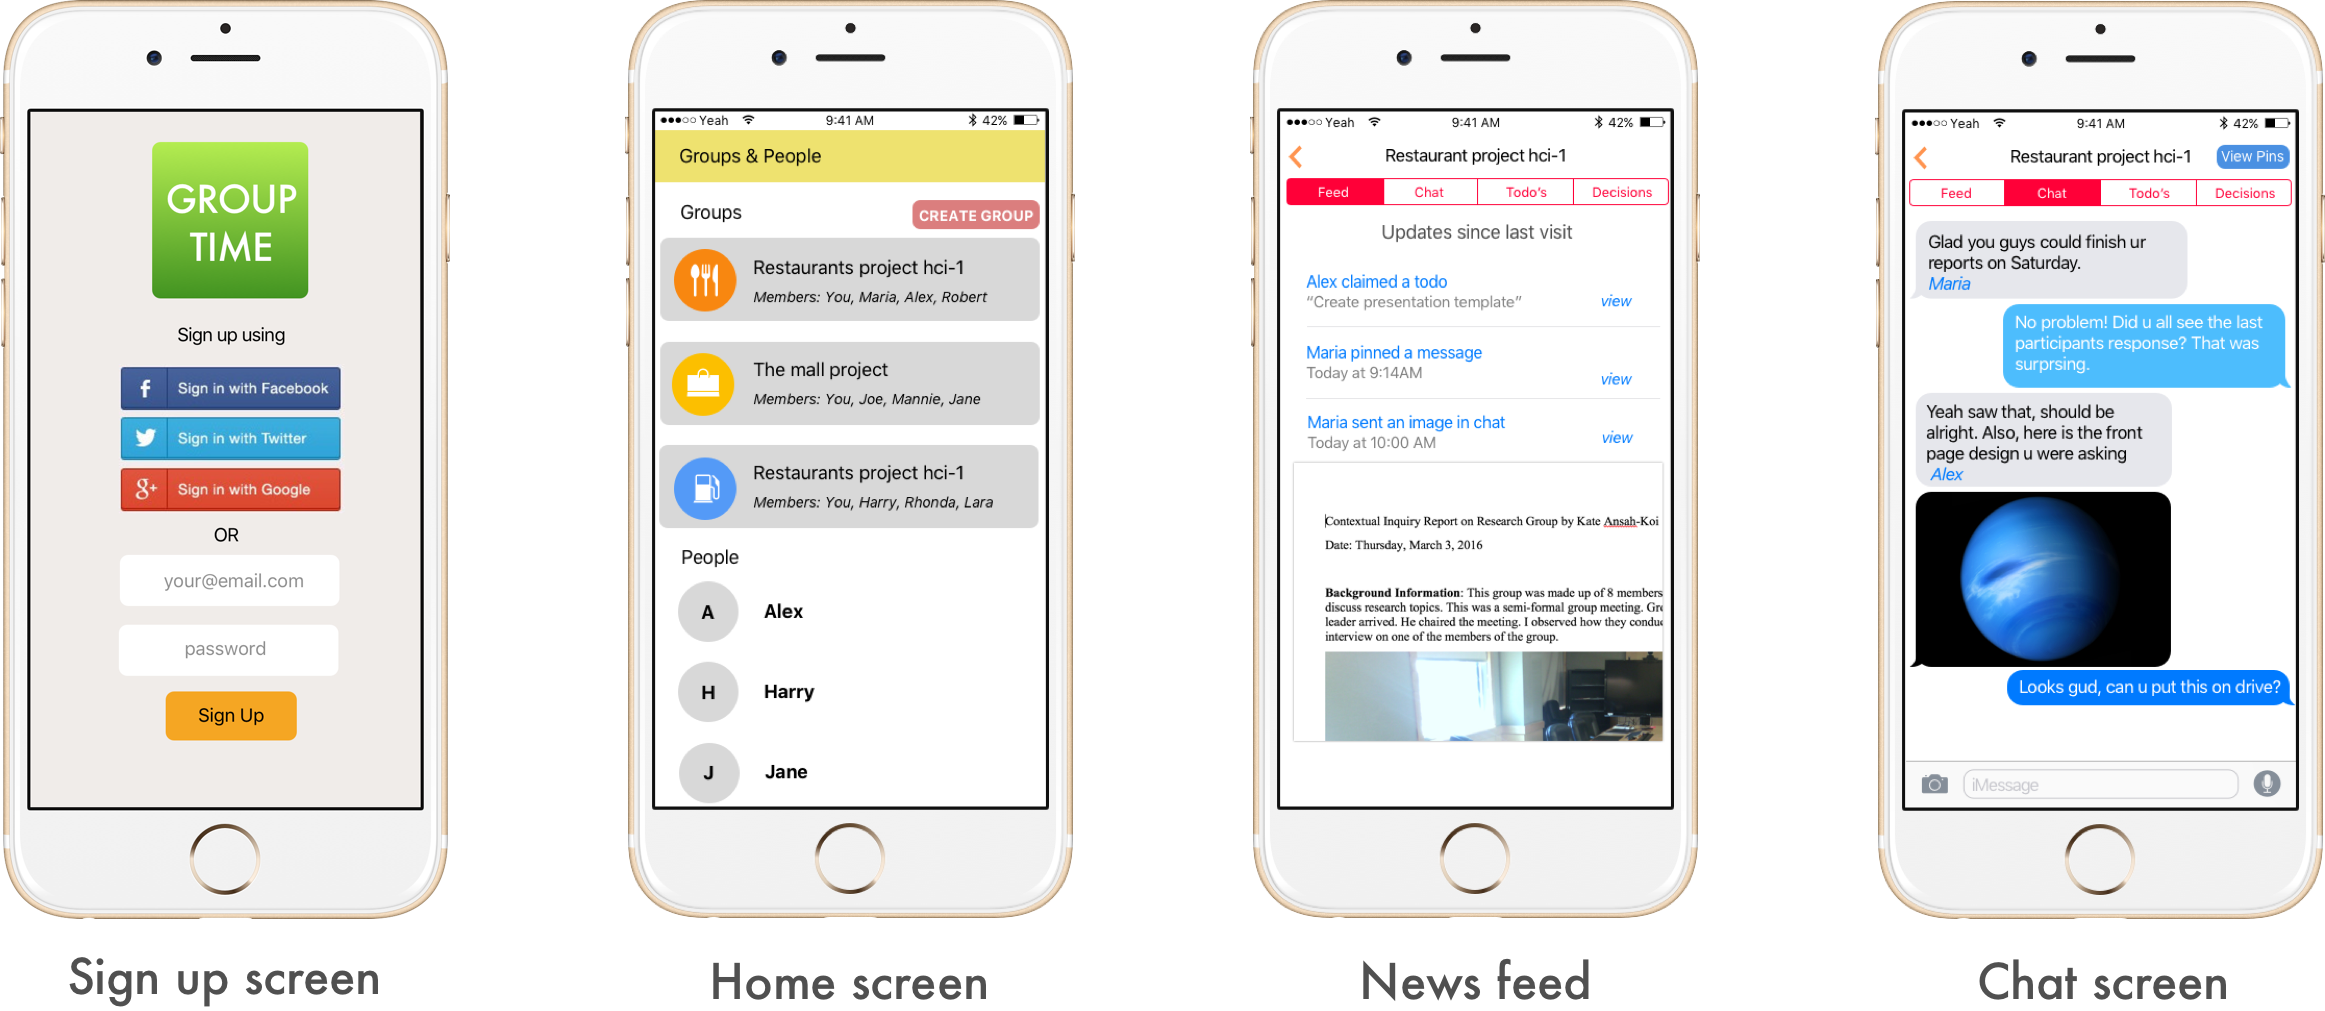 GROUP
TIME
Sign up using
f Sign in with Facebook
Sign in with Twitter
g+ Sign in with Google
OR
your@email.com
password
Sign Up
Sign up screen
Yeah 9:41 AM 42%
Groups & People
Groups CREATE GROUP
Restaurants project hci-1
Members: You, Maria, Alex, Robert
The mall project
Members: You, Joe, Mannie, Jane
Restaurants project hci-1
Members: You, Harry, Rhonda, Lara
People
A Alex
H Harry
J Jane
Home screen
Yeah 9:41 AM 42%
Restaurant project hci-1
Feed Chat Todo's Decisions
Updates since last visit
Alex claimed a todo
“Create presentation template” view
Maria pinned a message
Today at 9:14AM view
Maria sent an image in chat
Today at 10:00 AM view
Contextual Inquiry Report on Research Group by Kate Ansah-Koi
Date: Thursday, March 3, 2016
Background Information: This group was made up of 8 members
discuss research topics. This was a semi-formal group meeting. Gr
leader arrived. He chaired the meeting. I observed how they condu
interview on one of the members of the group.
News feed
Yeah 9:41 AM 42%
Restaurant project hci-1 View Pins
Feed Chat Todo's Decisions
Glad you guys could finish ur
reports on Saturday.
Maria
No problem! Did u all see the last
participants response? That was
surprsing.
Yeah saw that, should be
alright. Also, here is the front
page design u were asking
Alex
Looks gud, can u put this on drive?
iMessage
Chat screen